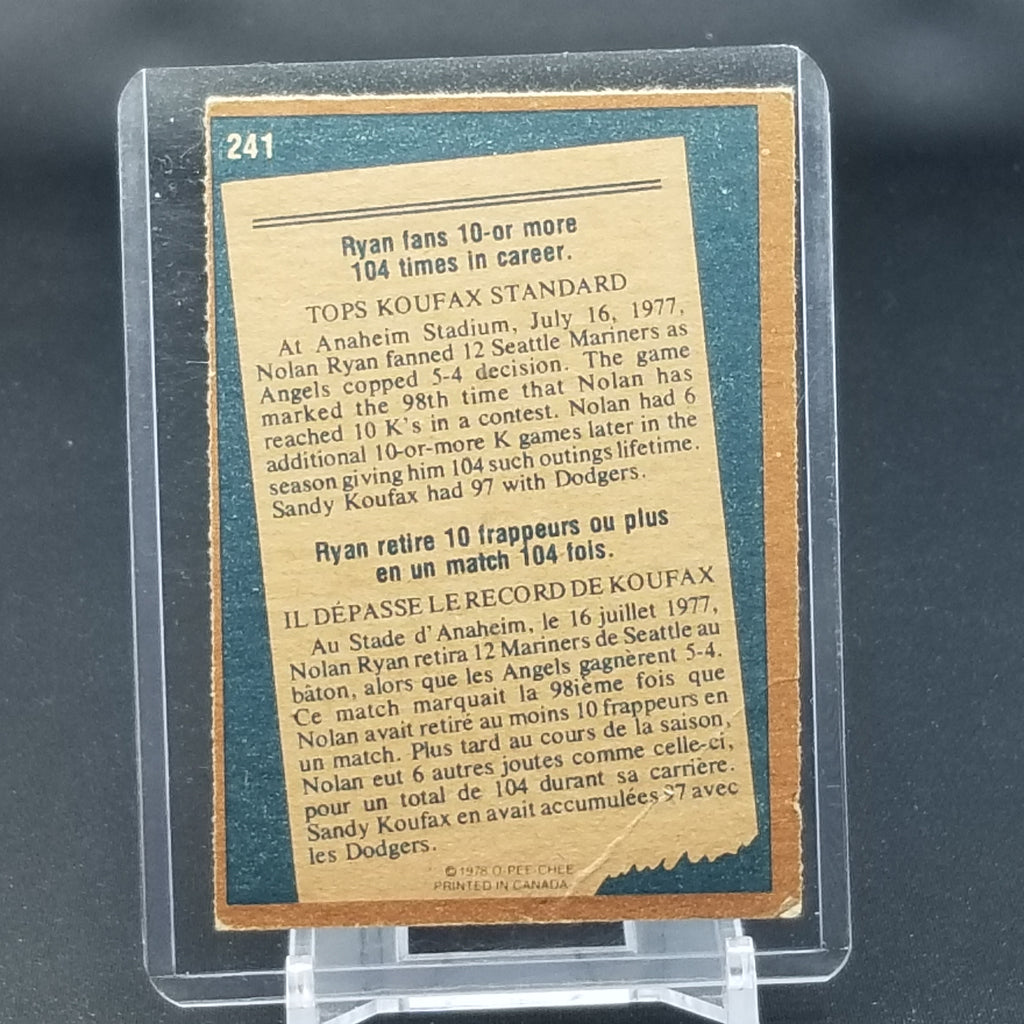 241
Ryan fans 10-or more
104 times in career.
TOPS KOUFAX STANDARD
At Anaheim Stadium, July 16, 1977,
Nolan Ryan fanned 12 Seattle Mariners as
Angels copped 5-4 decision. The game
marked the 98th time that Nolan has
reached 10 K's in a contest. Nolan had 6
additional 10-or-more K games later in the
season giving him 104 such outings lifetime.
Sandy Koufax had 97 with Dodgers.
Ryan retire 10 frappeurs ou plus
en un match 104 fois.
IL DÉPASSE LE RECORD DE KOUFAX
Au Stade d'Anaheim, le 16 juillet 1977,
Nolan Ryan retira 12 Mariners de Seattle au
bâton, alors que les Angels gagnèrent 5-4.
Ce match marquait la 98ième fois que
Nolan avait retiré au moins 10 frappeurs en
un match. Plus tard au cours de la saison,
Nolan eut 6 autres joutes comme celle-ci,
pour un total de 104 durant sa carrière.
Sandy Koufax en avait accumulées 97 avec
les Dodgers.
© 1978 O-PEE-CHEE
PRINTED IN CANADA